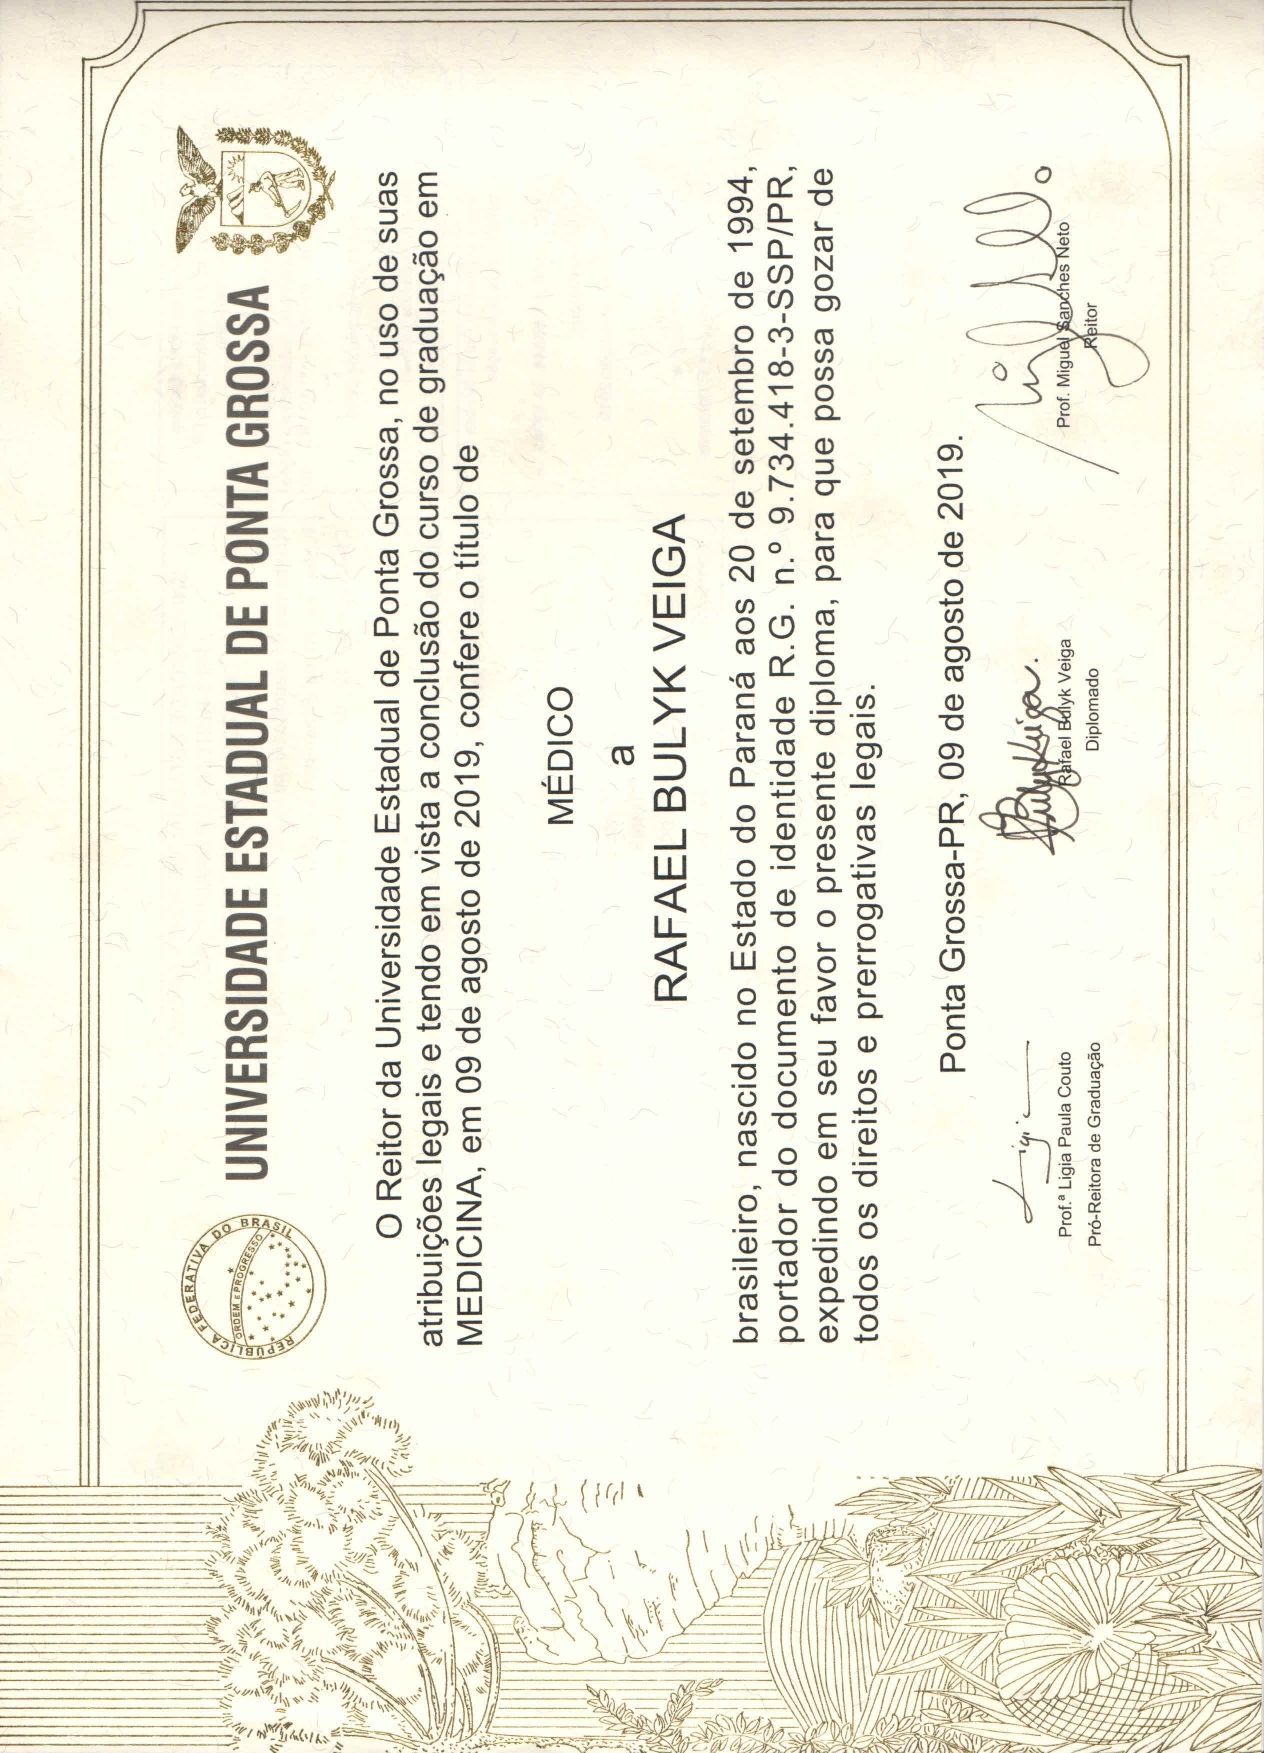 REPÚBLICA FEDERATIVA DO BRASIL
ORDEM E PROGRESSO
UNIVERSIDADE ESTADUAL DE PONTA GROSSA
O Reitor da Universidade Estadual de Ponta Grossa, no uso de suas
atribuições legais e tendo em vista a conclusão do curso de graduação em
MEDICINA, em 09 de agosto de 2019, confere o título de
MÉDICO
a
RAFAEL BULYK VEIGA
brasileiro, nascido no Estado do Paraná aos 20 de setembro de 1994,
portador do documento de identidade R.G. n.º 9.734.418-3-SSP/PR,
expedindo em seu favor o presente diploma, para que possa gozar de
todos os direitos e prerrogativas legais.
Ponta Grossa-PR, 09 de agosto de 2019.
Prof.ª Ligia Paula Couto
Pró-Reitora de Graduação
Rafael Bulyk Veiga
Diplomado
Prof. Miguel Sanches Neto
Reitor